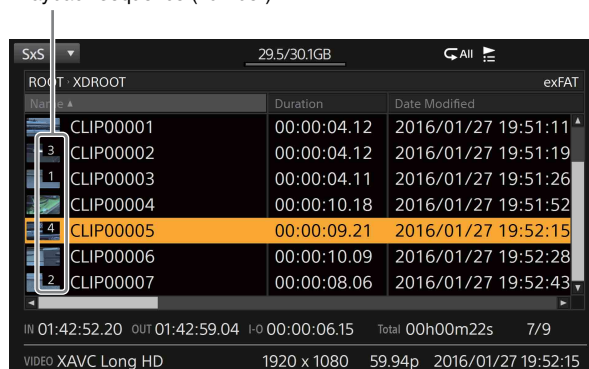 SxS 29.5/30.1GB ALL
ROOT XDROOT exFAT
Name Duration Date Modified
CLIP00001 00:00:04.12 2016/01/27 19:51:11
3 CLIP00002 00:00:04.12 2016/01/27 19:51:19
1 CLIP00003 00:00:04.11 2016/01/27 19:51:26
CLIP00004 00:00:10.18 2016/01/27 19:51:52
4 CLIP00005 00:00:09.21 2016/01/27 19:52:15
CLIP00006 00:00:10.09 2016/01/27 19:52:28
2 CLIP00007 00:00:08.06 2016/01/27 19:52:43
IN 01:42:52.20 OUT 01:42:59.04 I-O 00:00:06.15 Total 00h00m22s 7/9
VIDEO XAVC Long HD 1920 x 1080 59.94p 2016/01/27 19:52:15